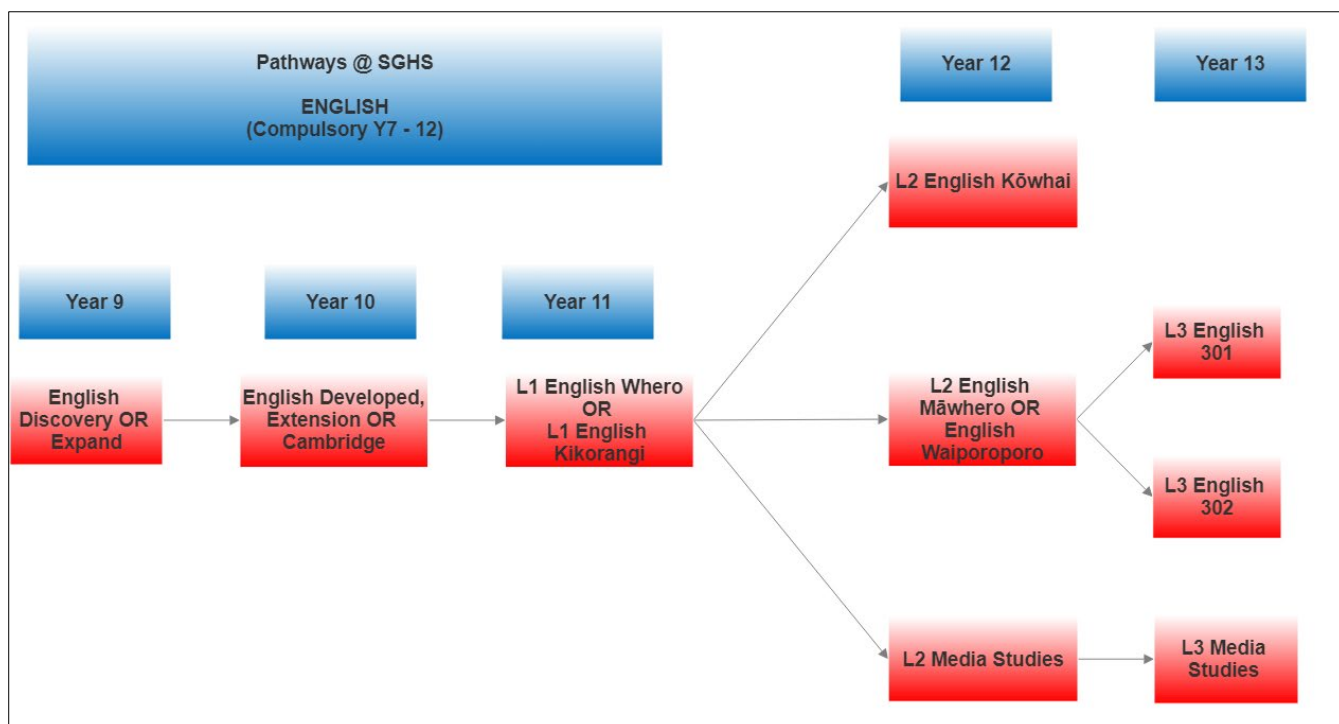 Pathways @ SGHS
ENGLISH
(Compulsory Y7 - 12)
Year 12
Year 13
L2 English Kōwhai
Year 9
Year 10
Year 11
English
Discovery OR
Expand
English Developed,
Extension OR
Cambridge
L1 English Whero
OR
L1 English
Kikorangi
L2 English
Māwhero OR
English
Waiporoporo
L3 English
301
L3 English
302
L2 Media Studies
L3 Media
Studies